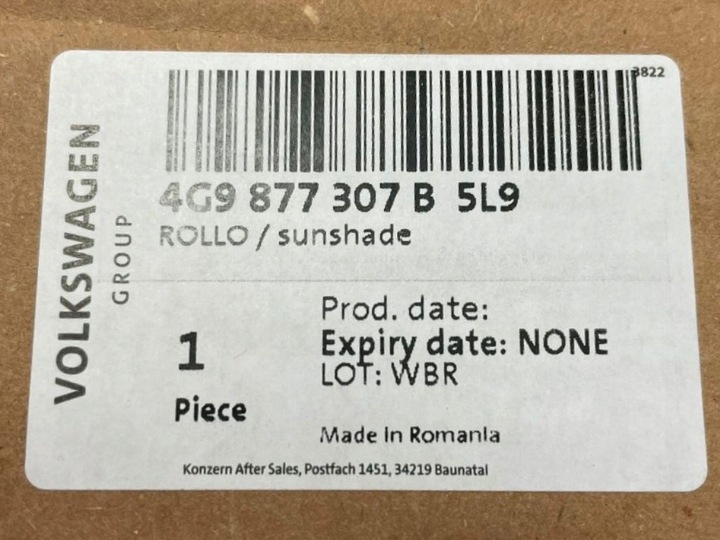 3822
VOLKSWAGEN
GROUP
4G9 877 307 B 5L9
ROLLO / sunshade
Prod. date:
1
Piece
Expiry date: NONE
LOT: WBR
Made in Romania
Konzern After Sales, Postfach 1451, 34219 Baunatal